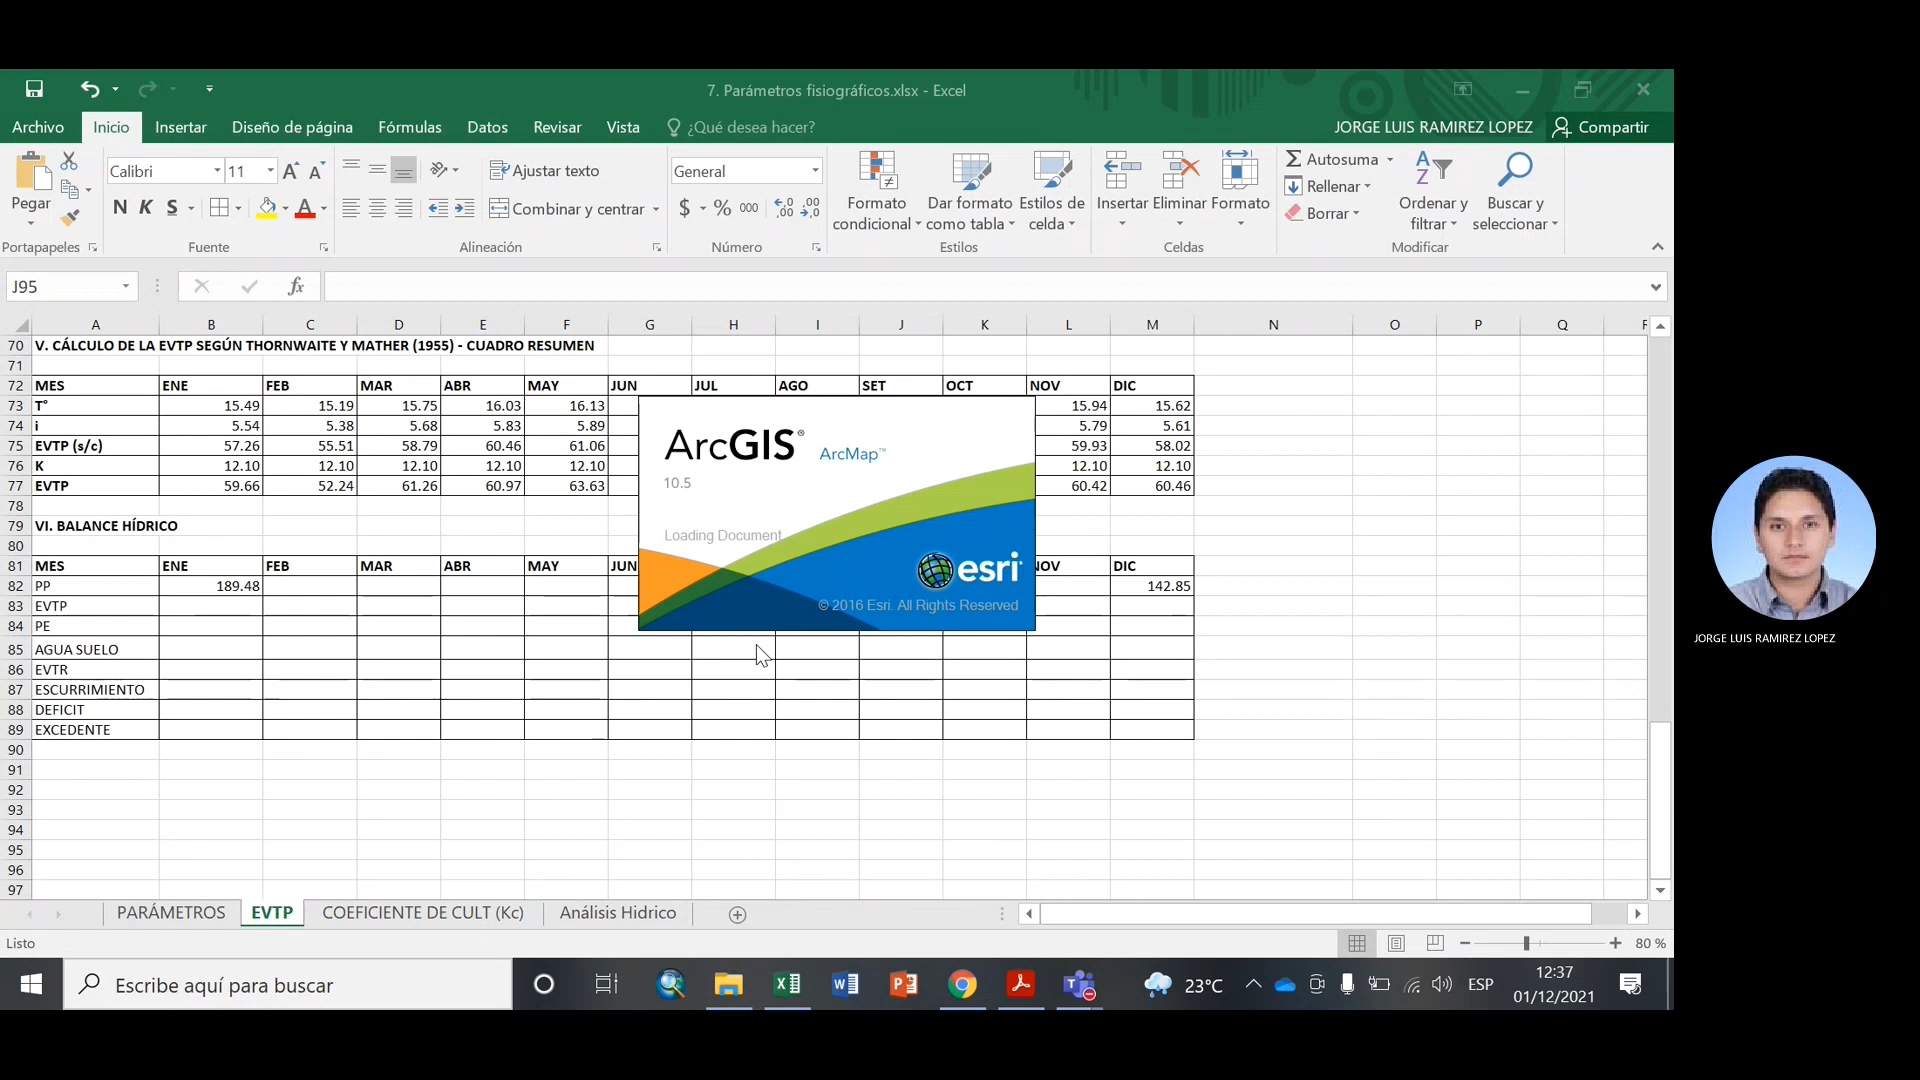 7. Parámetros fisiográficos.xlsx - Excel
Archivo Inicio Insertar Diseño de página Fórmulas Datos Revisar Vista ¿Qué desea hacer? JORGE LUIS RAMIREZ LOPEZ Compartir
Pegar
Portapapeles
Calibri 11
N K S
Fuente
Ajustar texto
Combinar y centrar
Alineación
General
$ % 000
Número
Formato condicional
Dar formato como tabla
Estilos de celda
Estilos
Insertar Eliminar Formato
Celdas
Autosuma
Rellenar
Borrar
Ordenar y filtrar
Buscar y seleccionar
Modificar
J95 fx
A B C D E F G H I J K L M N O P Q
70 V. CÁLCULO DE LA EVTP SEGÚN THORNWAITE Y MATHER (1955) - CUADRO RESUMEN
71
72 MES ENE FEB MAR ABR MAY JUN JUL AGO SET OCT NOV DIC
73 T° 15.49 15.19 15.75 16.03 16.13 15.94 15.62
74 i 5.54 5.38 5.68 5.83 5.89 5.79 5.61
75 EVTP (s/c) 57.26 55.51 58.79 60.46 61.06 59.93 58.02
76 K 12.10 12.10 12.10 12.10 12.10 12.10 12.10
77 EVTP 59.66 52.24 61.26 60.97 63.63 60.42 60.46
78
79 VI. BALANCE HÍDRICO
80
81 MES ENE FEB MAR ABR MAY JUN NOV DIC
82 PP 189.48 142.85
83 EVTP
84 PE
85 AGUA SUELO
86 EVTR
87 ESCURRIMIENTO
88 DEFICIT
89 EXCEDENTE
90
91
92
93
94
95
96
97
ArcGIS® ArcMap™
10.5
Loading Document
esri
© 2016 Esri. All Rights Reserved
JORGE LUIS RAMIREZ LOPEZ
PARÁMETROS EVTP COEFICIENTE DE CULT (Kc) Análisis Hidrico
Listo 80 %
Escribe aquí para buscar 23°C ESP 12:37
01/12/2021